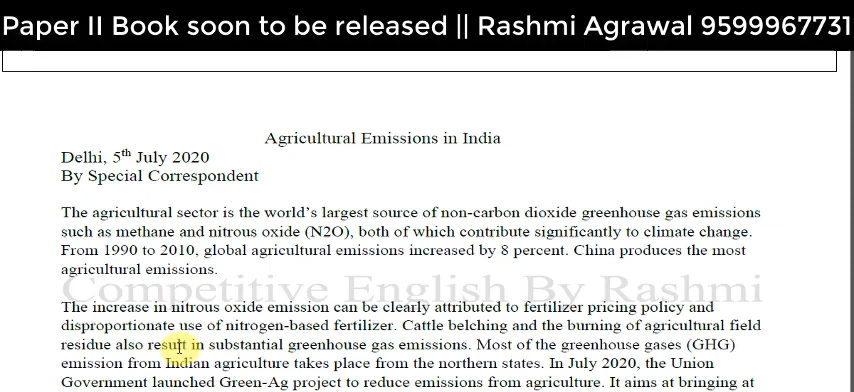 Paper II Book soon to be released || Rashmi Agrawal 9599967731
Agricultural Emissions in India
Delhi, 5th July 2020
By Special Correspondent
The agricultural sector is the world's largest source of non-carbon dioxide greenhouse gas emissions
such as methane and nitrous oxide (N2O), both of which contribute significantly to climate change.
From 1990 to 2010, global agricultural emissions increased by 8 percent. China produces the most
agricultural emissions.
Competitive English By Rashmi
The increase in nitrous oxide emission can be clearly attributed to fertilizer pricing policy and
disproportionate use of nitrogen-based fertilizer. Cattle belching and the burning of agricultural field
residue also result in substantial greenhouse gas emissions. Most of the greenhouse gases (GHG)
emission from Indian agriculture takes place from the northern states. In July 2020, the Union
Government launched Green-Ag project to reduce emissions from agriculture. It aims at bringing at